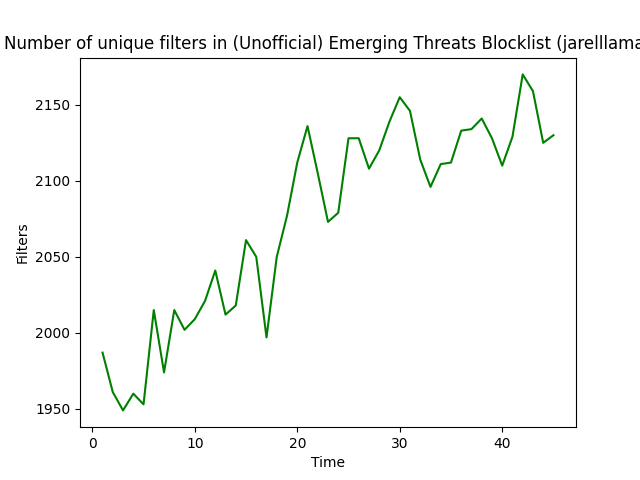 Number of unique filters in (Unofficial) Emerging Threats Blocklist (jarelllama
2150
2100
2050
2000
1950
Filters
0 10 20 30 40
Time